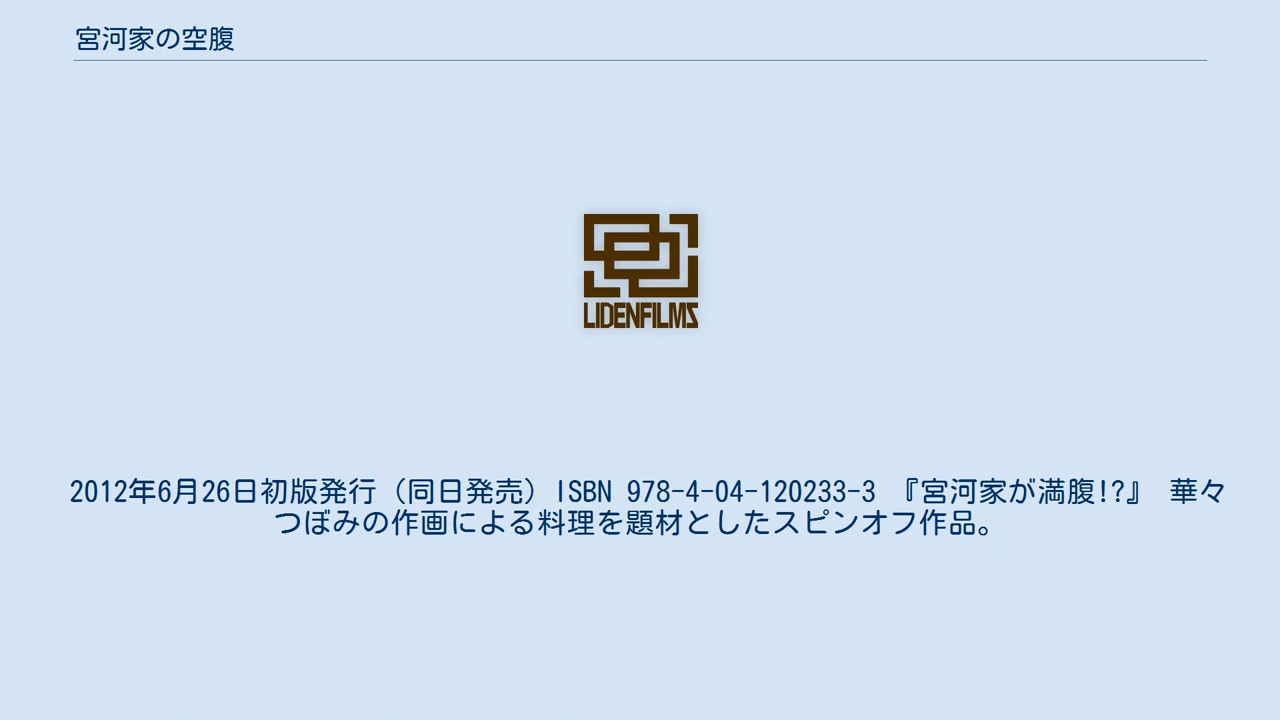 宮河家の空腹
LIDENFILMS
2012年6月26日初版発行（同日発売）ISBN 978-4-04-120233-3 『宮河家が満腹!?』 華々
つぼみの作画による料理を題材としたスピンオフ作品。